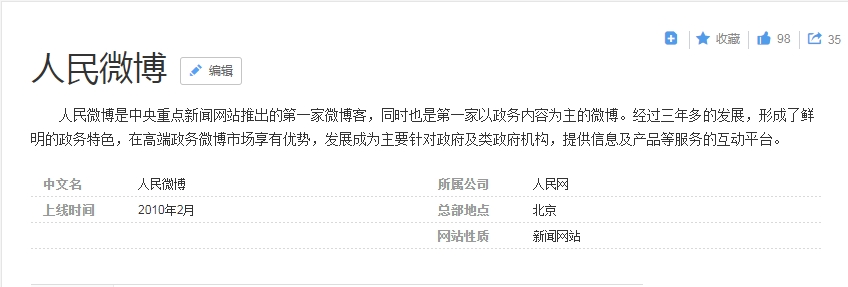 收藏 98 35
人民微博 编辑
人民微博是中央重点新闻网站推出的第一家微博客，同时也是第一家以政务内容为主的微博。经过三年多的发展，形成了鲜
明的政务特色，在高端政务微博市场享有优势，发展成为主要针对政府及类政府机构，提供信息及产品等服务的互动平台。
中文名 人民微博 所属公司 人民网
上线时间 2010年2月 总部地点 北京
网站性质 新闻网站